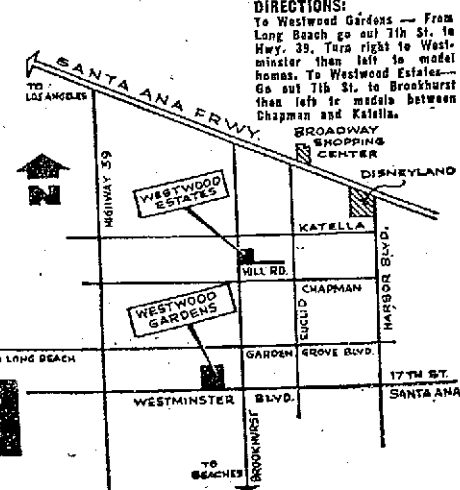 DIRECTIONS:
To Westwood Gardens — From
Long Beach go out 7th St. to
Hwy. 39. Turn right to West-
minster then left to model
homes. To Westwood Estates—
Go out 7th St. to Brookhurst
then left to models between
Chapman and Katella.
SANTA ANA FRWY.
TO
LOS ANGELES
BROADWAY
SHOPPING
CENTER
DISNEYLAND
N
HIGHWAY 39
WESTWOOD
ESTATES
KATELLA
HILL RD.
CHAPMAN
EUCLID
HARBOR BLVD.
WESTWOOD
GARDENS
LONG BEACH
GARDEN GROVE BLVD.
17TH ST.
WESTMINSTER BLVD.
SANTA ANA
BROOKHURST
TO
BEACHES